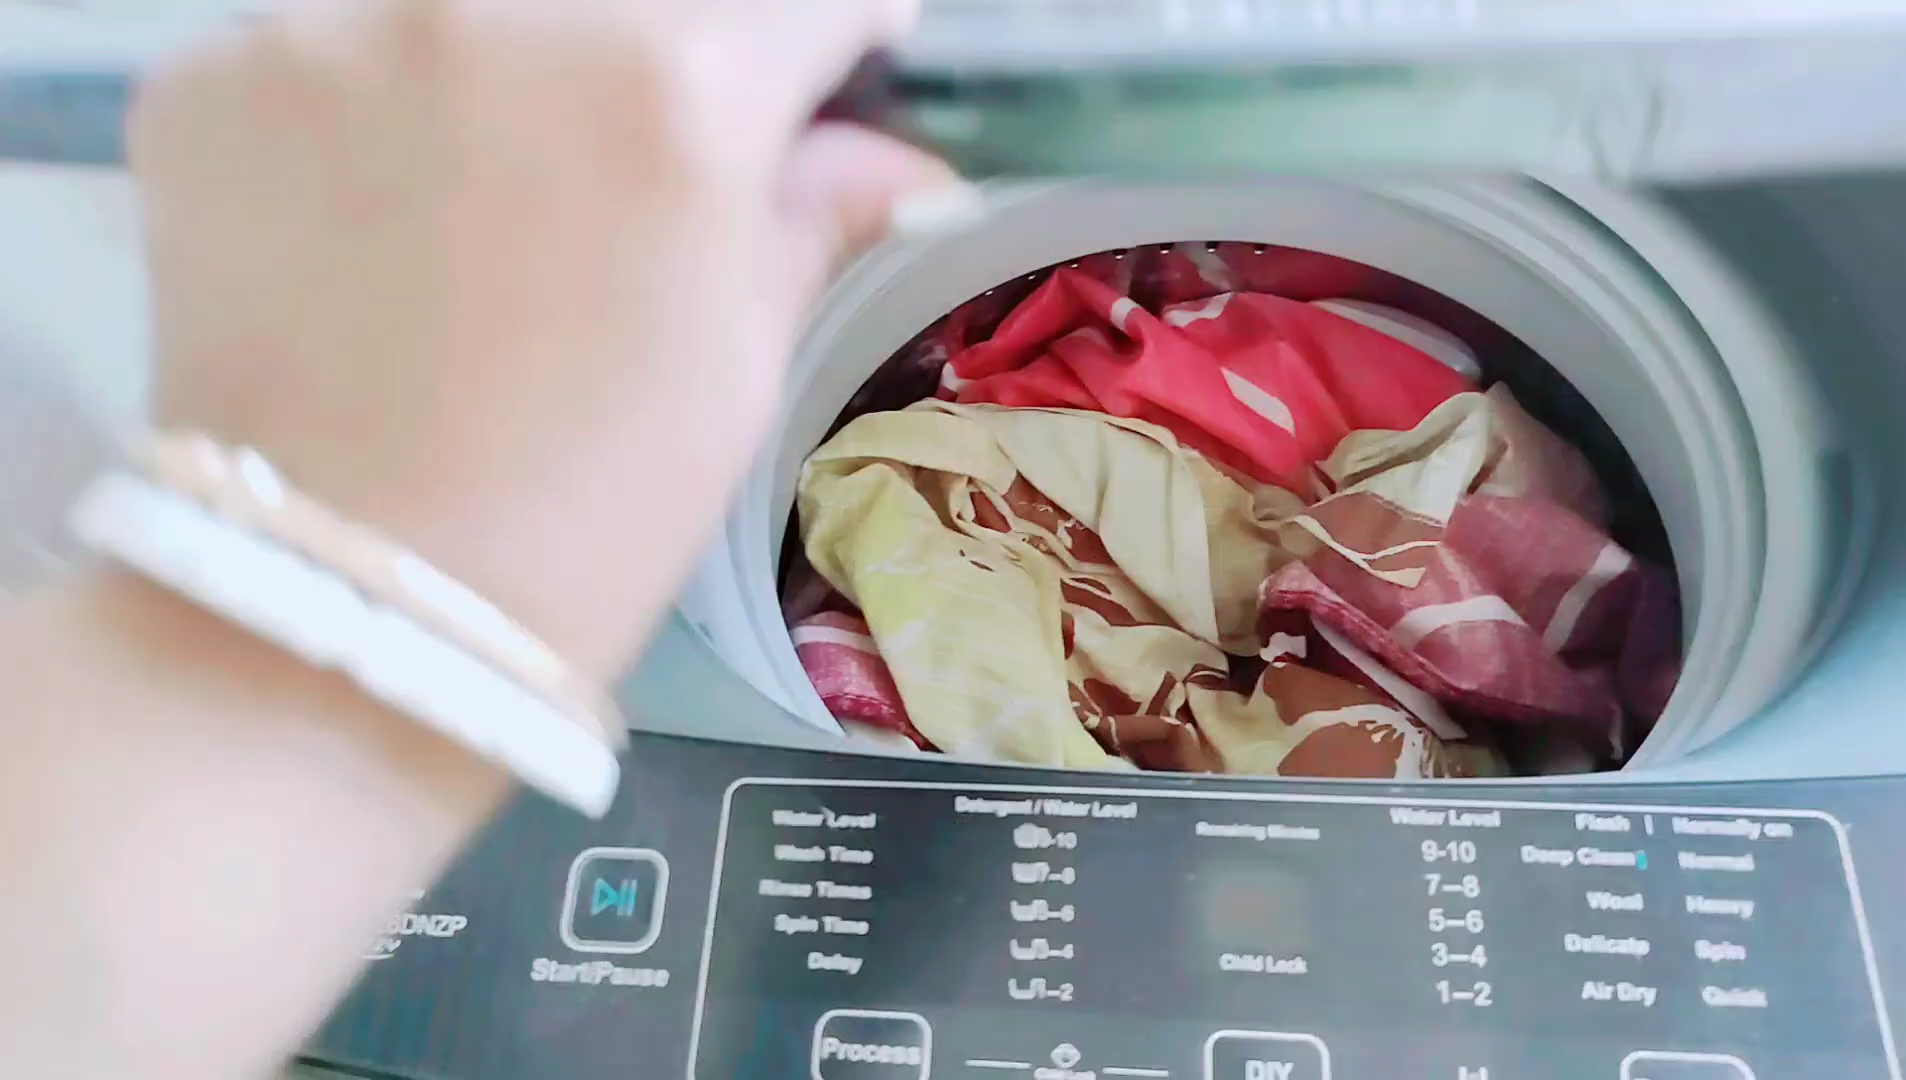 Water Level
Wash Time
Rinse Times
Spin Time
Delay
Detergent / Water Level
9-10
7-8
5-6
3-4
1-2
Remaining Minutes
Child Lock
Water Level
9-10
7-8
5-6
3-4
1-2
Flash | Normally on
Deep Clean Normal
Wool Heavy
Delicate Spin
Air Dry Quick
8DNZP
Start/Pause
Process
DIY